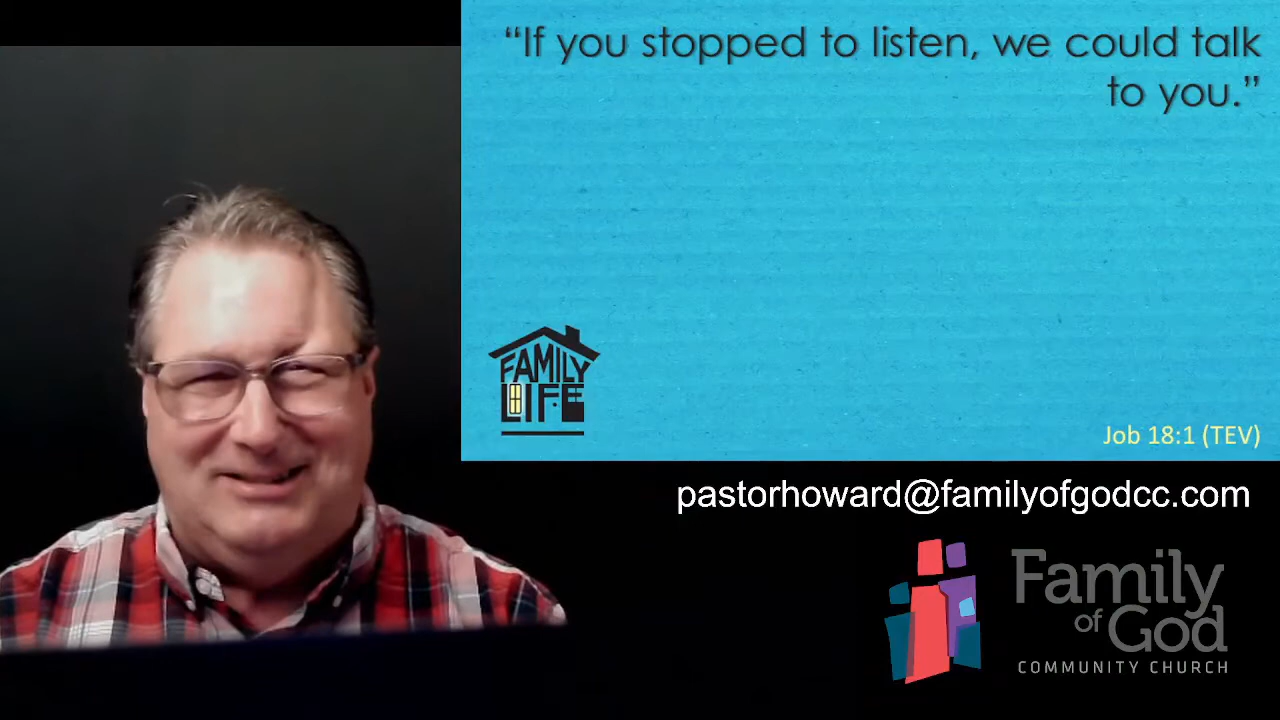 “If you stopped to listen, we could talk
to you.”
FAMILY
LIFE
Job 18:1 (TEV)
pastorhoward@familyofgodcc.com
Family
of
God
COMMUNITY CHURCH